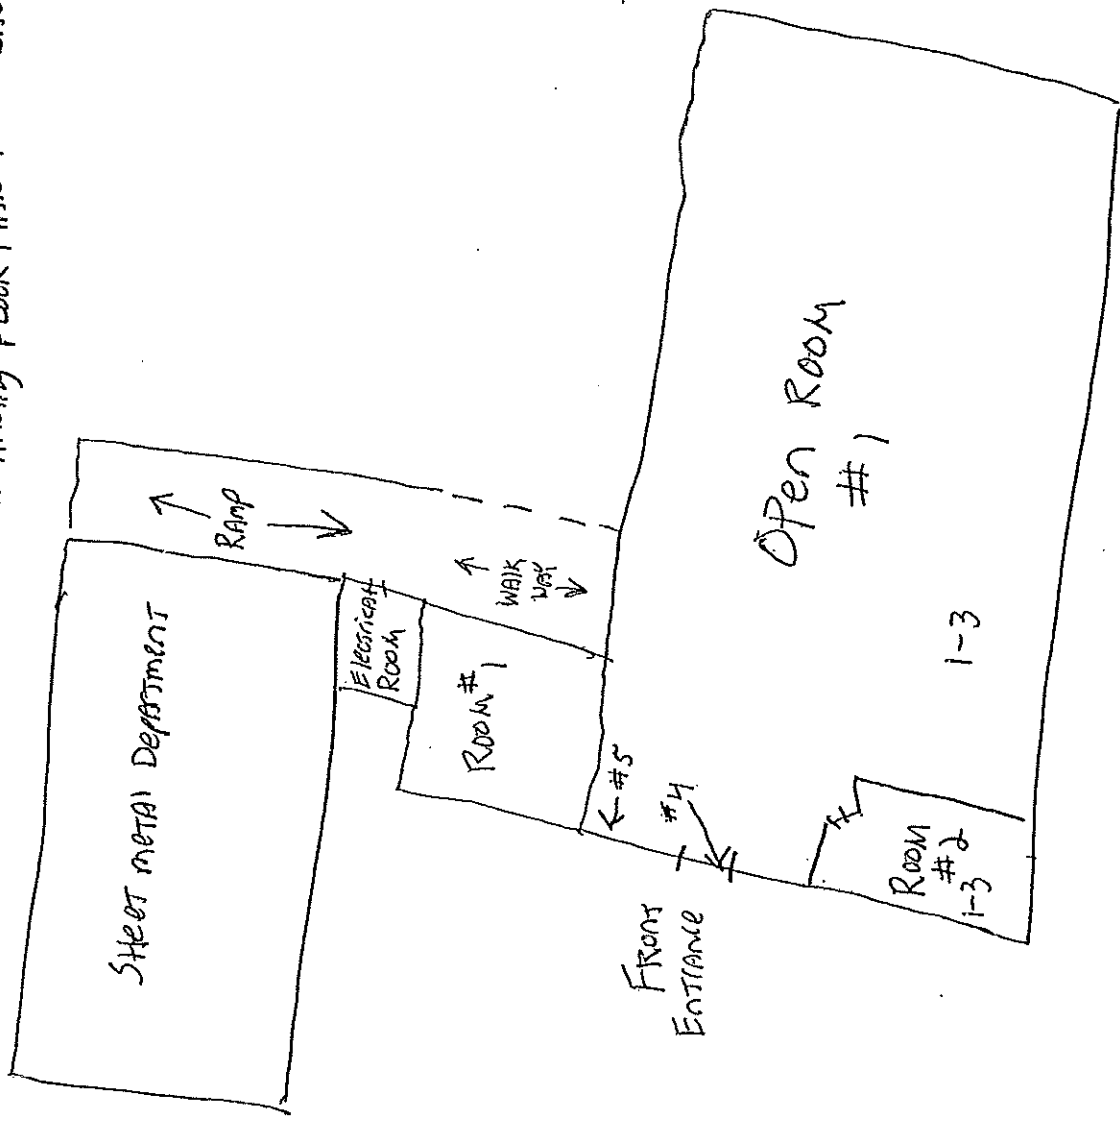 FLOOR
SHEET METAL DEPARTMENT
RAMP
Electrical
ROOM
WALK
WAY
ROOM #
1
OPen ROOM
#1
1-3
#5
#4
FRONT
ENTRANCE
ROOM
#2
1-3